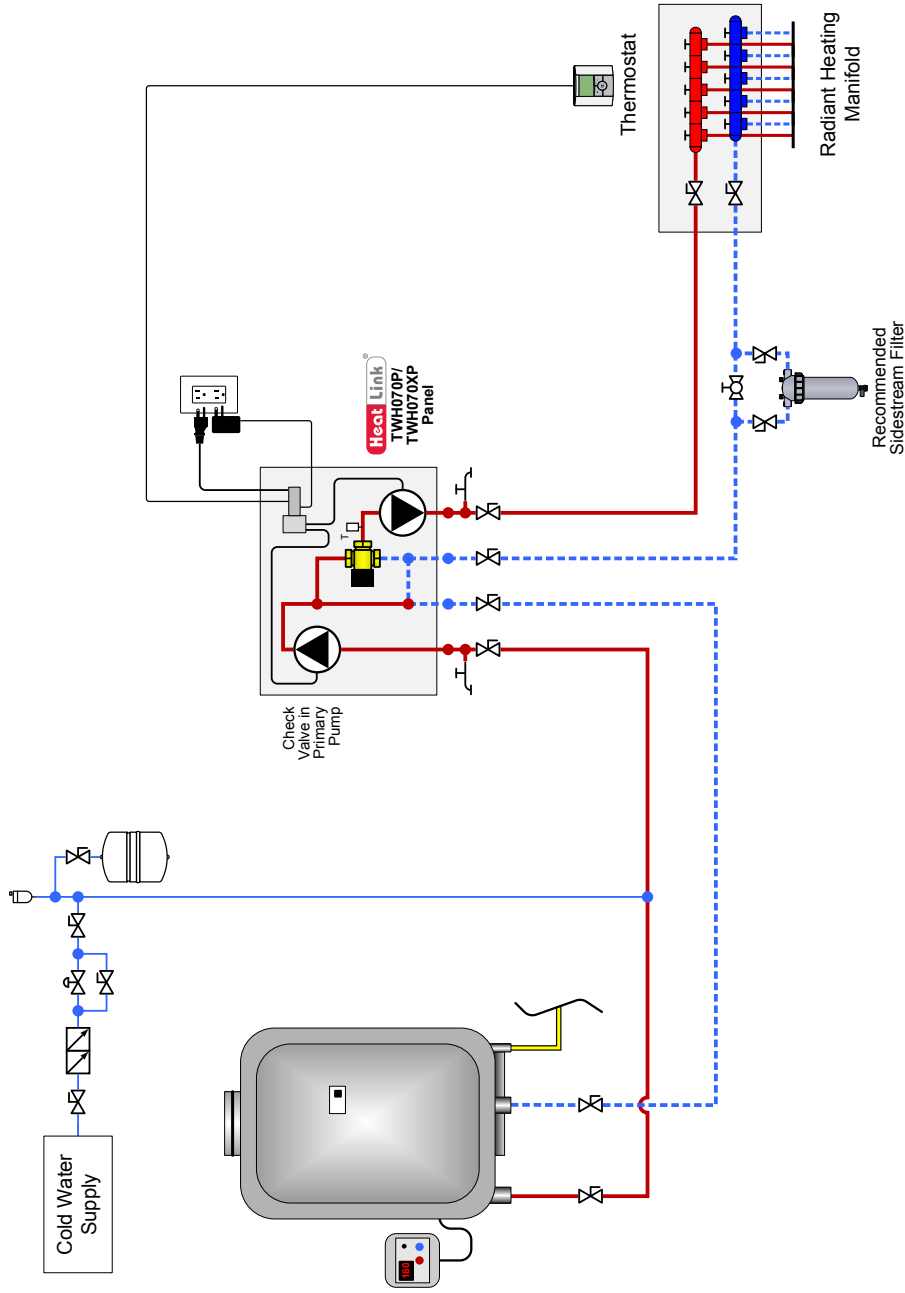 Thermostat
Radiant Heating
Manifold
Heat Link®
TWH070P/
TWH070XP
Panel
T
Check
Valve in
Primary
Pump
Recommended
Sidestream Filter
Cold Water
Supply
160